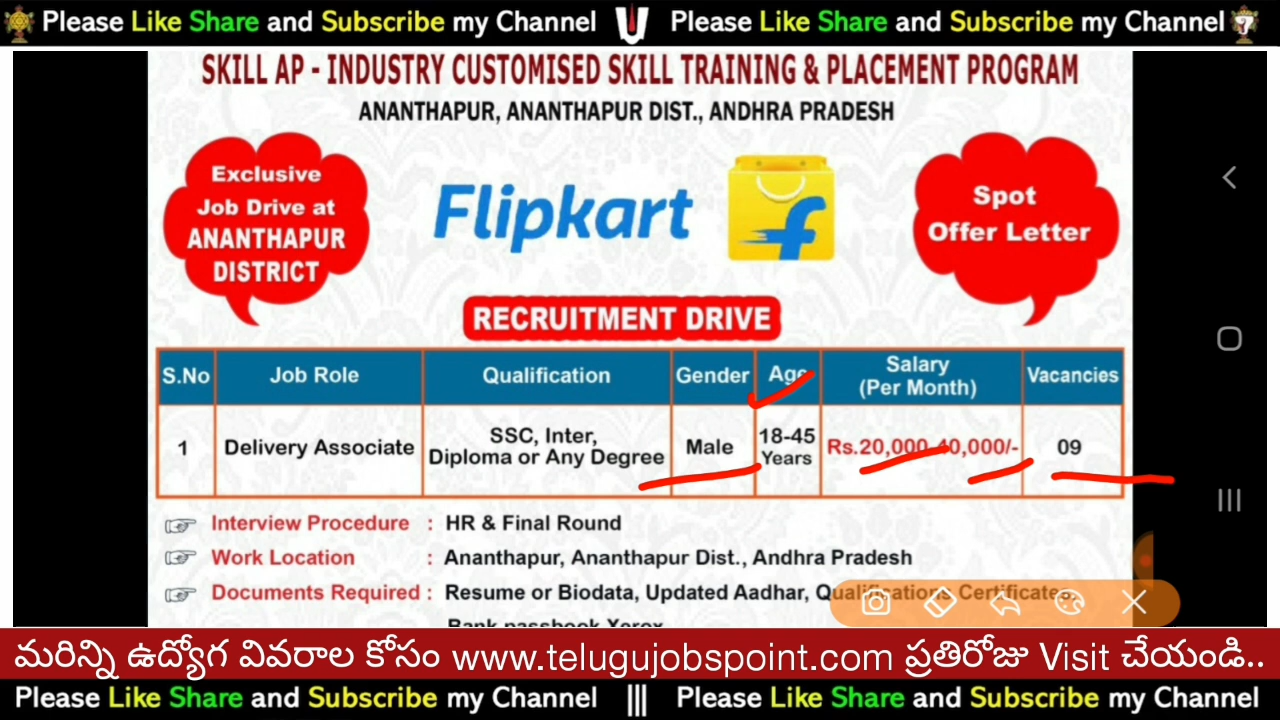 Please Like Share and Subscribe my Channel Please Like Share and Subscribe my Channel
SKILL AP - INDUSTRY CUSTOMISED SKILL TRAINING & PLACEMENT PROGRAM
ANANTHAPUR, ANANTHAPUR DIST., ANDHRA PRADESH
Exclusive
Job Drive at
ANANTHAPUR
DISTRICT
Flipkart
f
Spot
Offer Letter
RECRUITMENT DRIVE
S.No Job Role Qualification Gender Age Salary (Per Month) Vacancies
1 Delivery Associate SSC, Inter, Diploma or Any Degree Male 18-45 Years Rs.20,000-40,000/- 09
Interview Procedure : HR & Final Round
Work Location : Ananthapur, Ananthapur Dist., Andhra Pradesh
Documents Required : Resume or Biodata, Updated Aadhar, Qualifications Certificates,
Bank passbook Xerox
మరిన్ని ఉద్యోగ వివరాల కోసం www.telugujobspoint.com ప్రతిరోజు Visit చేయండి..
Please Like Share and Subscribe my Channel ||| Please Like Share and Subscribe my Channel